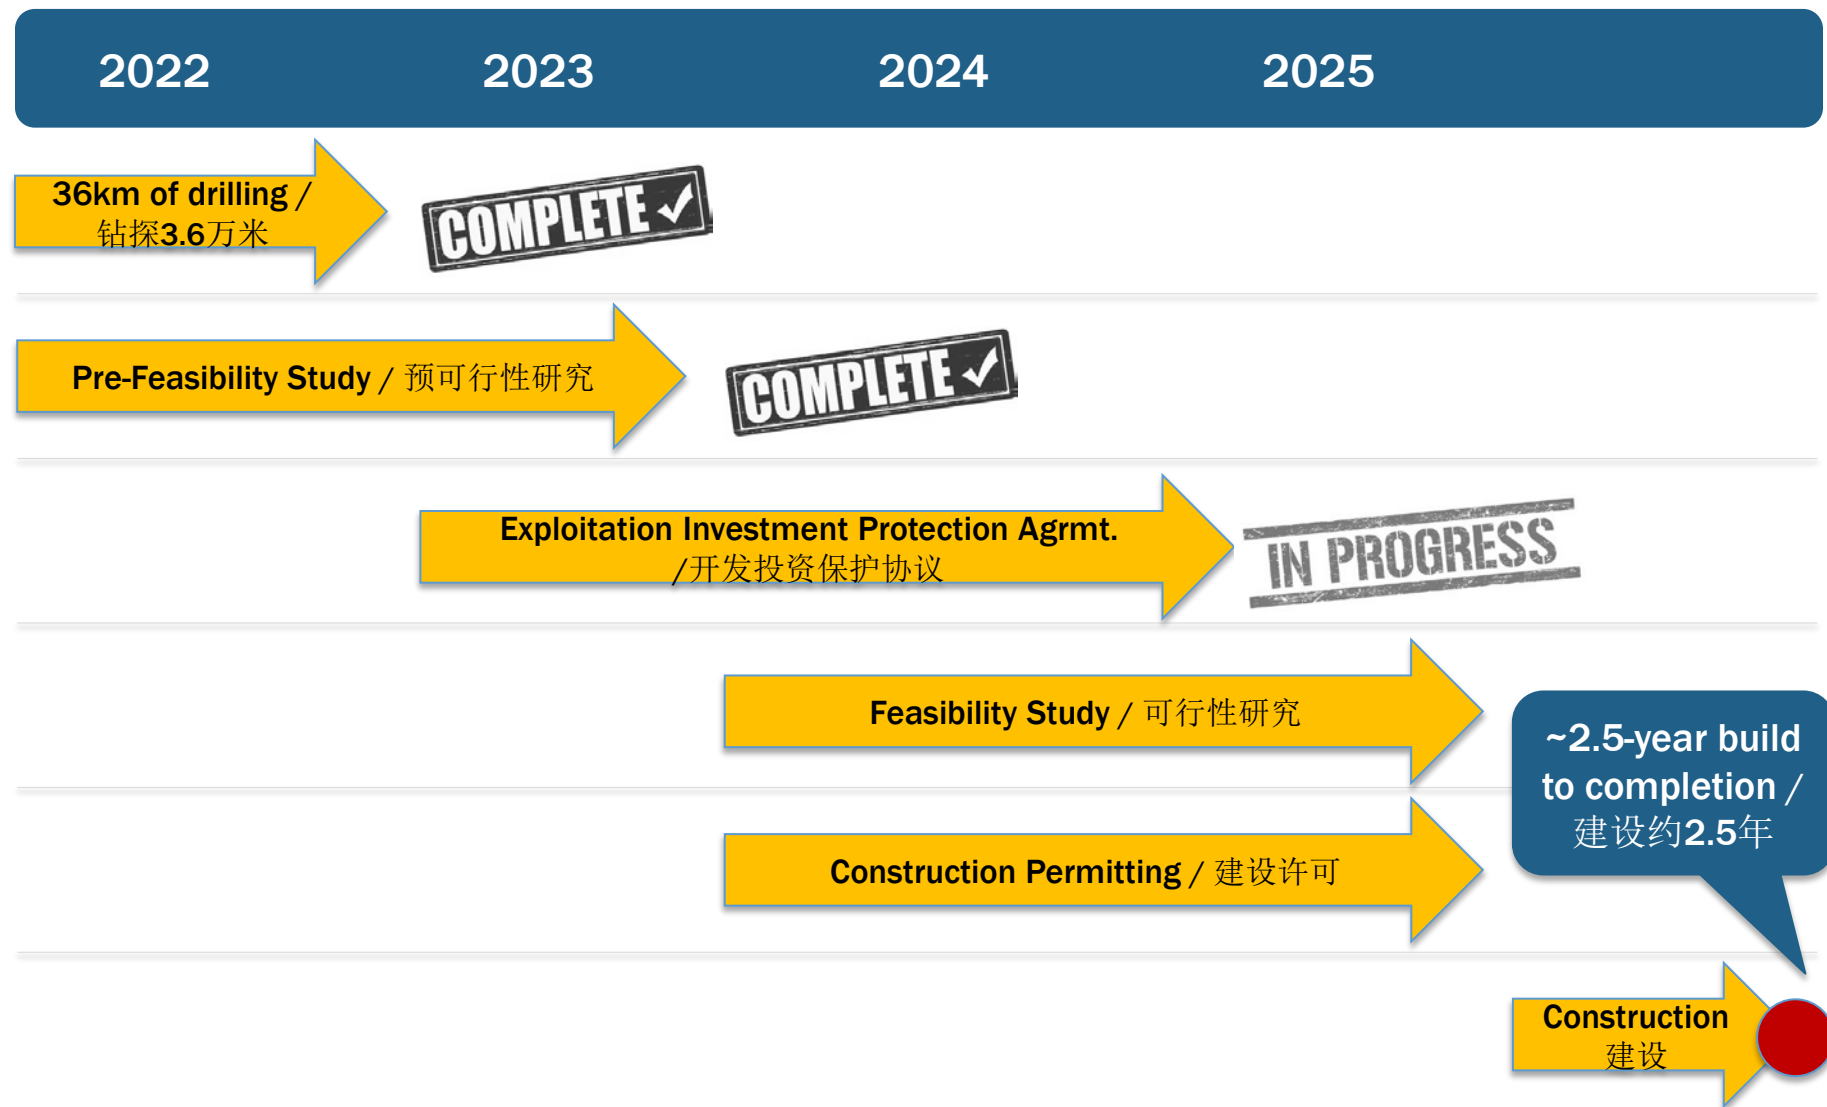 2022 2023 2024 2025
36km of drilling /
钻探3.6万米
COMPLETE
Pre-Feasibility Study / 预可行性研究
COMPLETE
Exploitation Investment Protection Agrmt.
/开发投资保护协议
IN PROGRESS
Feasibility Study / 可行性研究
~2.5-year build
to completion /
建设约2.5年
Construction Permitting / 建设许可
Construction
建设